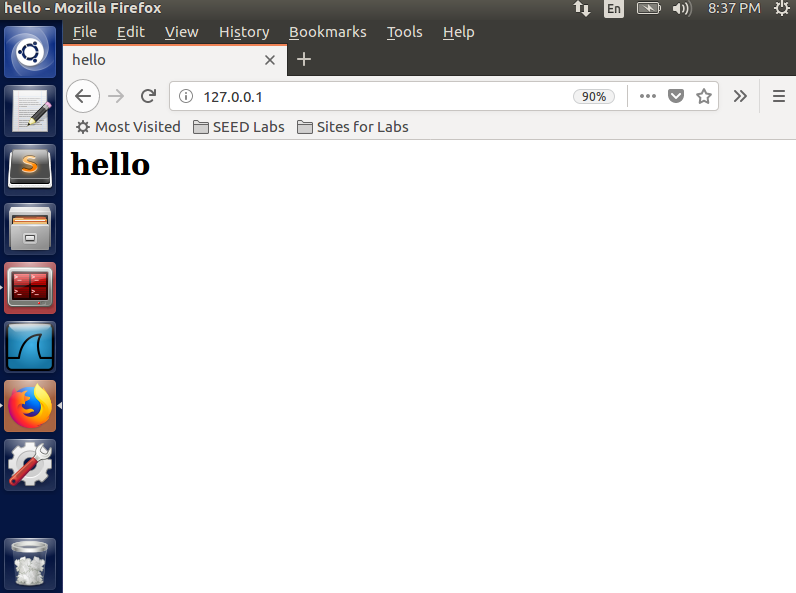 hello - Mozilla Firefox
En
8:37 PM
File Edit View History Bookmarks Tools Help
hello
127.0.0.1
90%
Most Visited SEED Labs Sites for Labs
hello